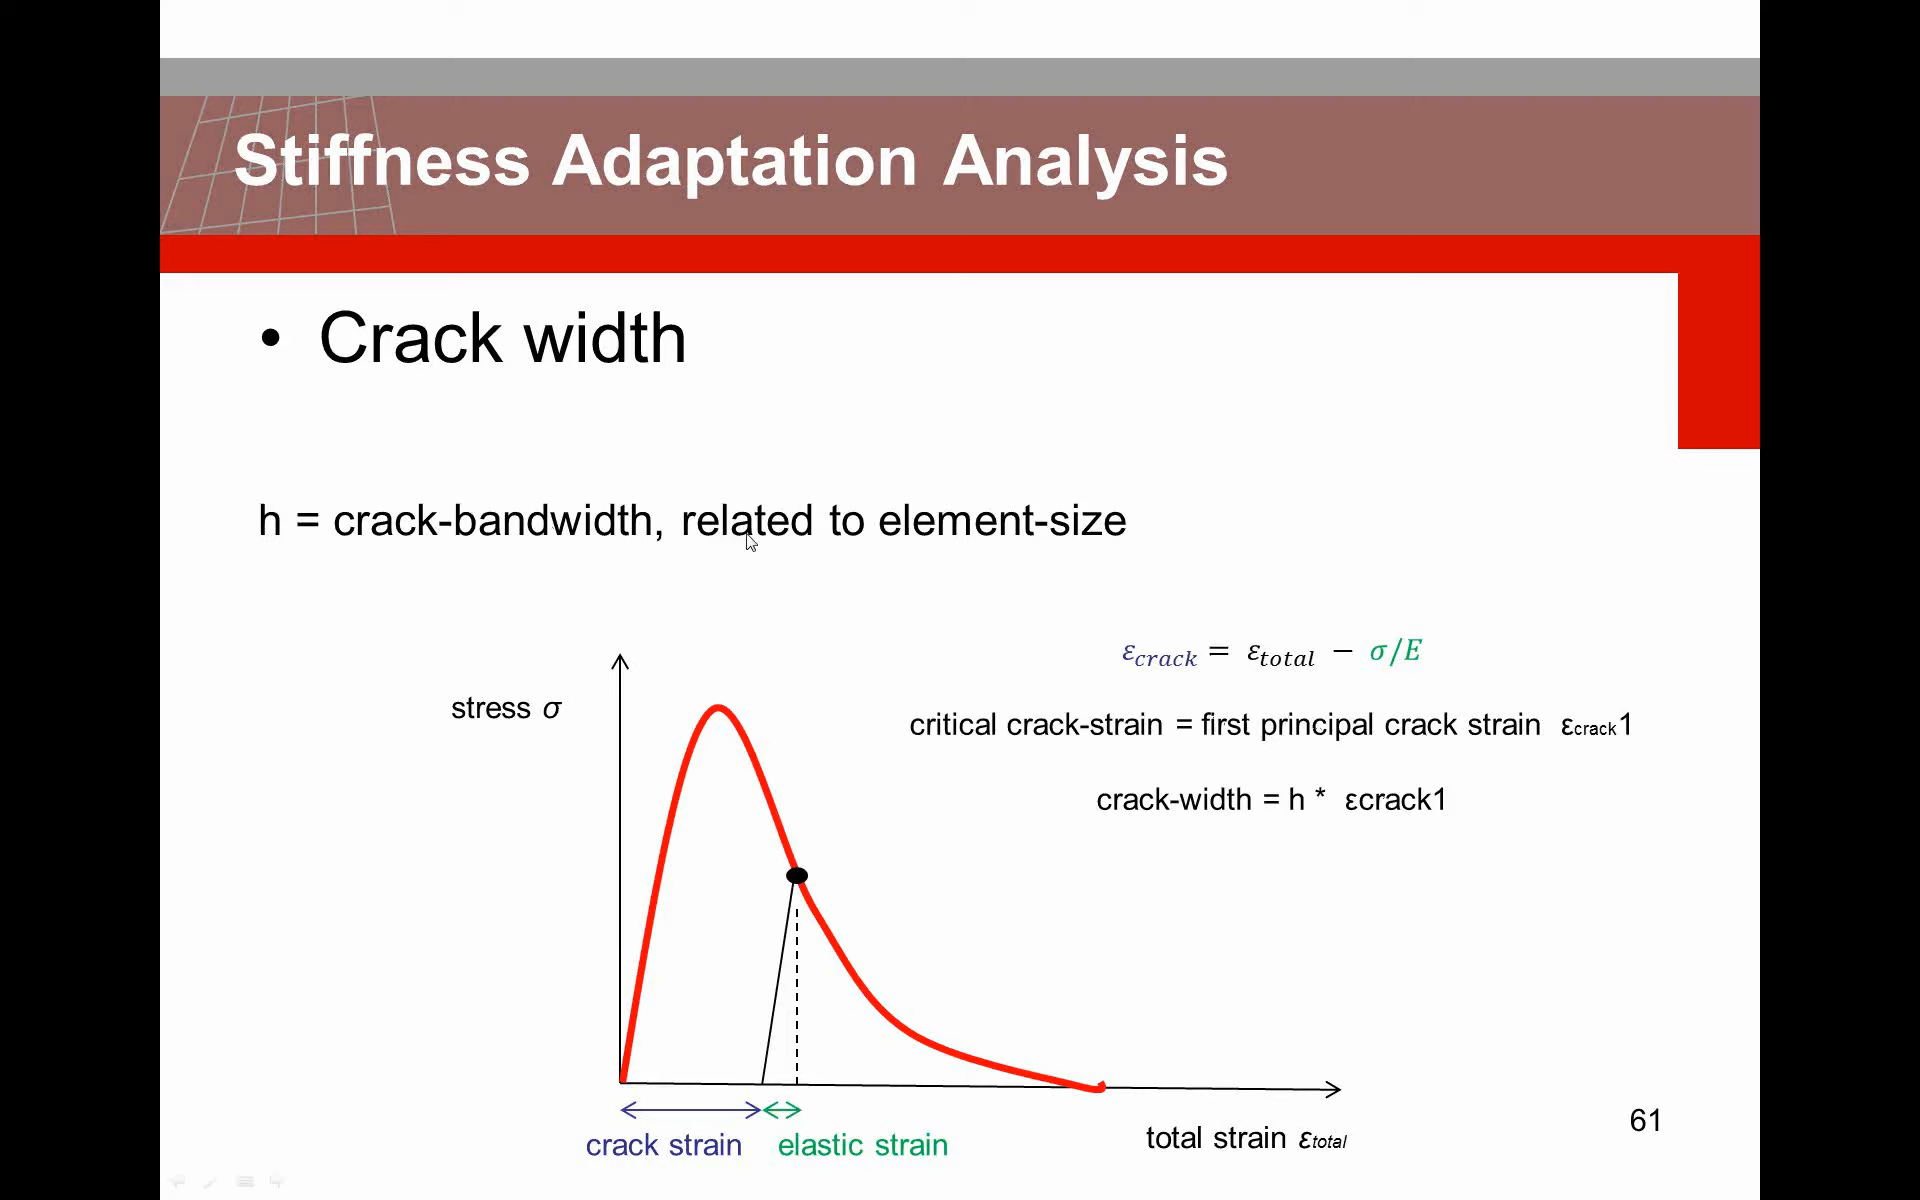 Stiffness Adaptation Analysis
• Crack width
h = crack-bandwidth, related to element-size
εcrack = εtotal − σ/E
stress σ
critical crack-strain = first principal crack strain εcrack1
crack-width = h * εcrack1
crack strain
elastic strain
total strain εtotal
61